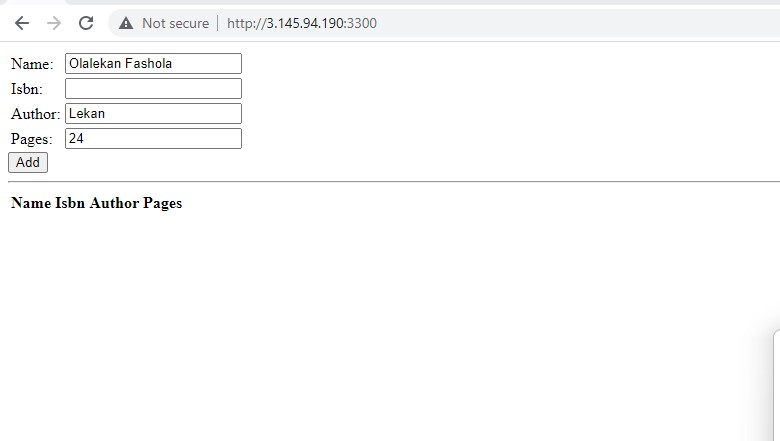 Not secure | http://3.145.94.190:3300
Name: Olalekan Fashola
Isbn:
Author: Lekan
Pages: 24
Add
Name Isbn Author Pages